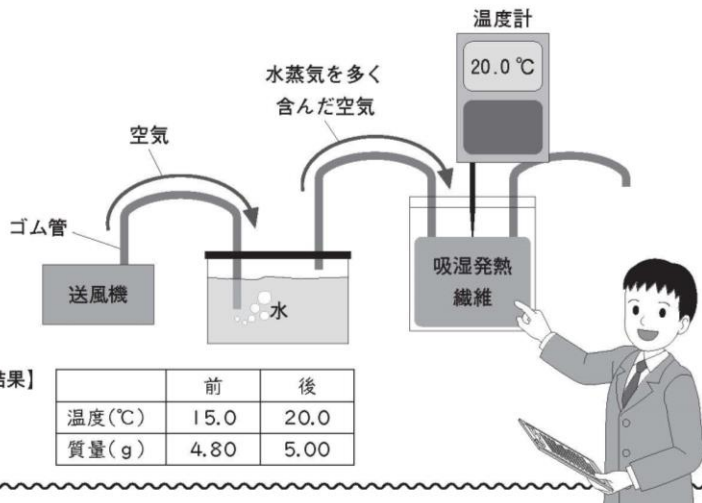 温度計
20.0 ℃
水蒸気を多く
含んだ空気
空気
ゴム管
送風機
水
吸湿発熱
繊維
結果】
前 後
温度(℃) 15.0 20.0
質量(g) 4.80 5.00